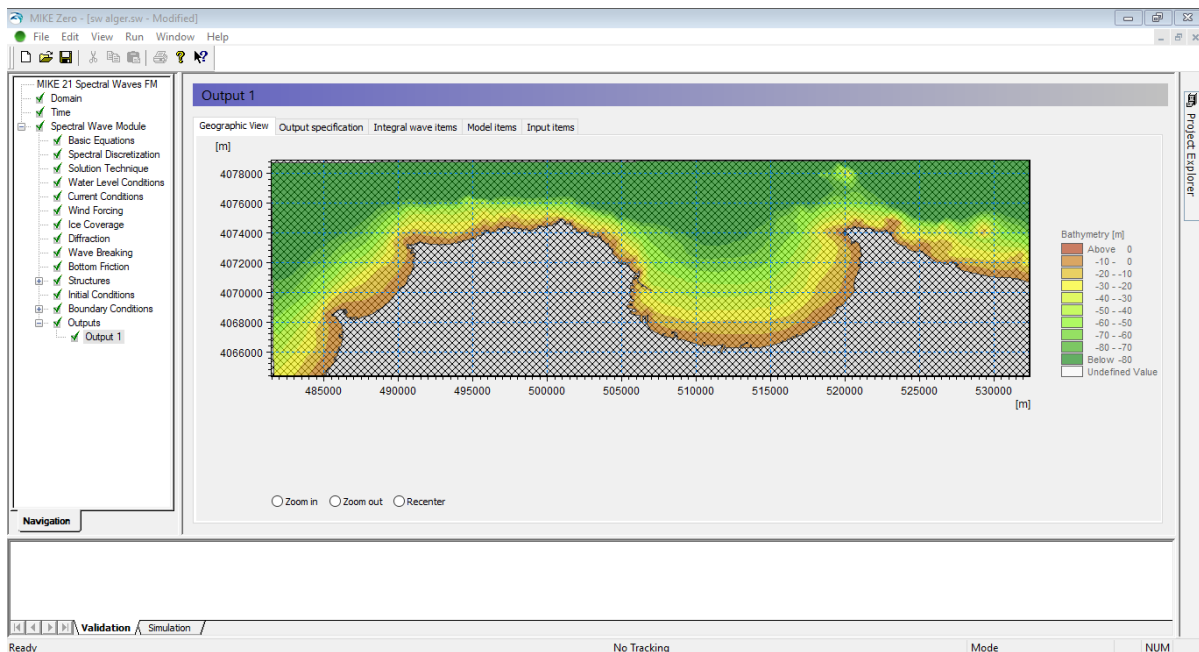 MIKE Zero - [sw alger.sw - Modified]
File Edit View Run Window Help
MIKE 21 Spectral Waves FM
Domain
Time
Spectral Wave Module
Basic Equations
Spectral Discretization
Solution Technique
Water Level Conditions
Current Conditions
Wind Forcing
Ice Coverage
Diffraction
Wave Breaking
Bottom Friction
Structures
Initial Conditions
Boundary Conditions
Outputs
Output 1
Navigation
Output 1
Geographic View Output specification Integral wave items Model items Input items
[m]
4078000
4076000
4074000
4072000
4070000
4068000
4066000
485000 490000 495000 500000 505000 510000 515000 520000 525000 530000
[m]
Bathymetry [m]
Above 0
-10 - 0
-20 - -10
-30 - -20
-40 - -30
-50 - -40
-60 - -50
-70 - -60
-80 - -70
Below -80
Undefined Value
Zoom in Zoom out Recenter
Project Explorer
Validation Simulation
Ready No Tracking Mode NUM